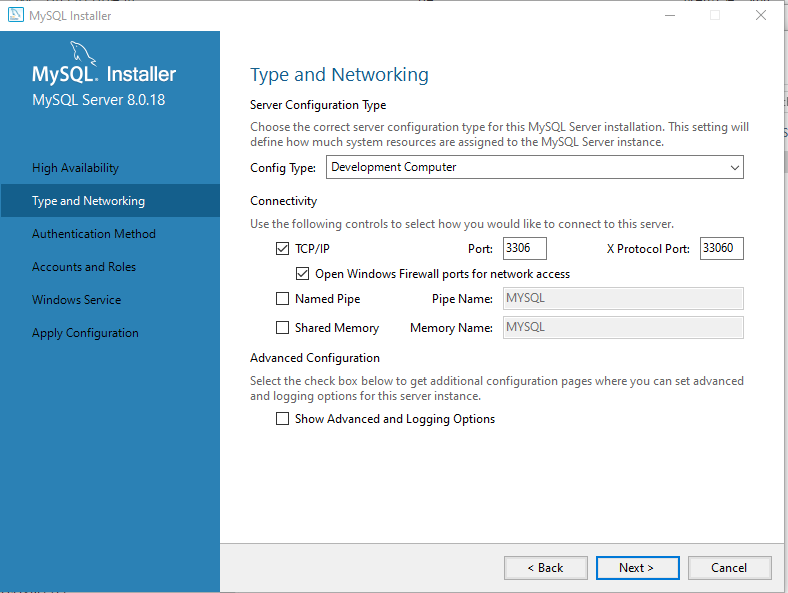 MySQL Installer
MySQL. Installer
MySQL Server 8.0.18
High Availability
Type and Networking
Authentication Method
Accounts and Roles
Windows Service
Apply Configuration
Type and Networking
Server Configuration Type
Choose the correct server configuration type for this MySQL Server installation. This setting will
define how much system resources are assigned to the MySQL Server instance.
Config Type: Development Computer
Connectivity
Use the following controls to select how you would like to connect to this server.
TCP/IP Port: 3306 X Protocol Port: 33060
Open Windows Firewall ports for network access
Named Pipe Pipe Name: MYSQL
Shared Memory Memory Name: MYSQL
Advanced Configuration
Select the check box below to get additional configuration pages where you can set advanced
and logging options for this server instance.
Show Advanced and Logging Options
< Back Next > Cancel